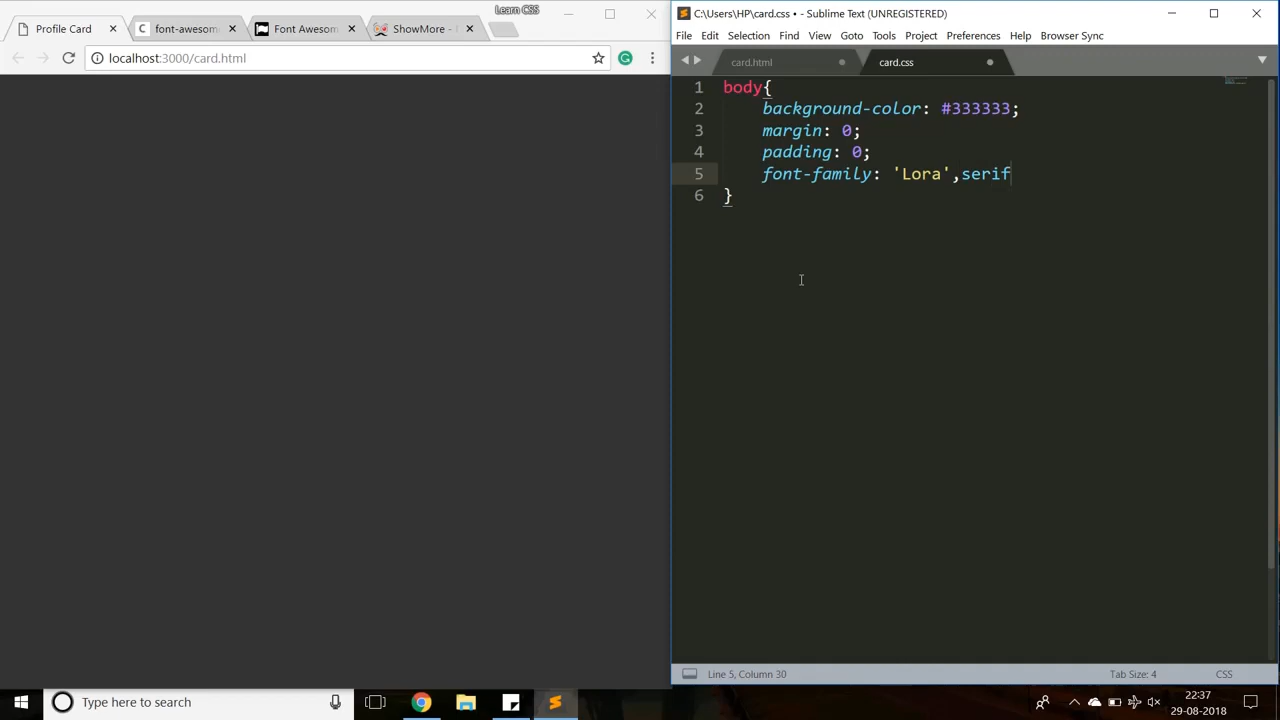 Learn CSS
Profile Card
font-awesom
Font Awesom
ShowMore -
localhost:3000/card.html
C:\Users\HP\card.css • - Sublime Text (UNREGISTERED)
File Edit Selection Find View Goto Tools Project Preferences Help Browser Sync
card.html
card.css
1 body{
2 background-color: #333333;
3 margin: 0;
4 padding: 0;
5 font-family: 'Lora',serif
6 }
Line 5, Column 30
Tab Size: 4
CSS
Type here to search
22:37
29-08-2018